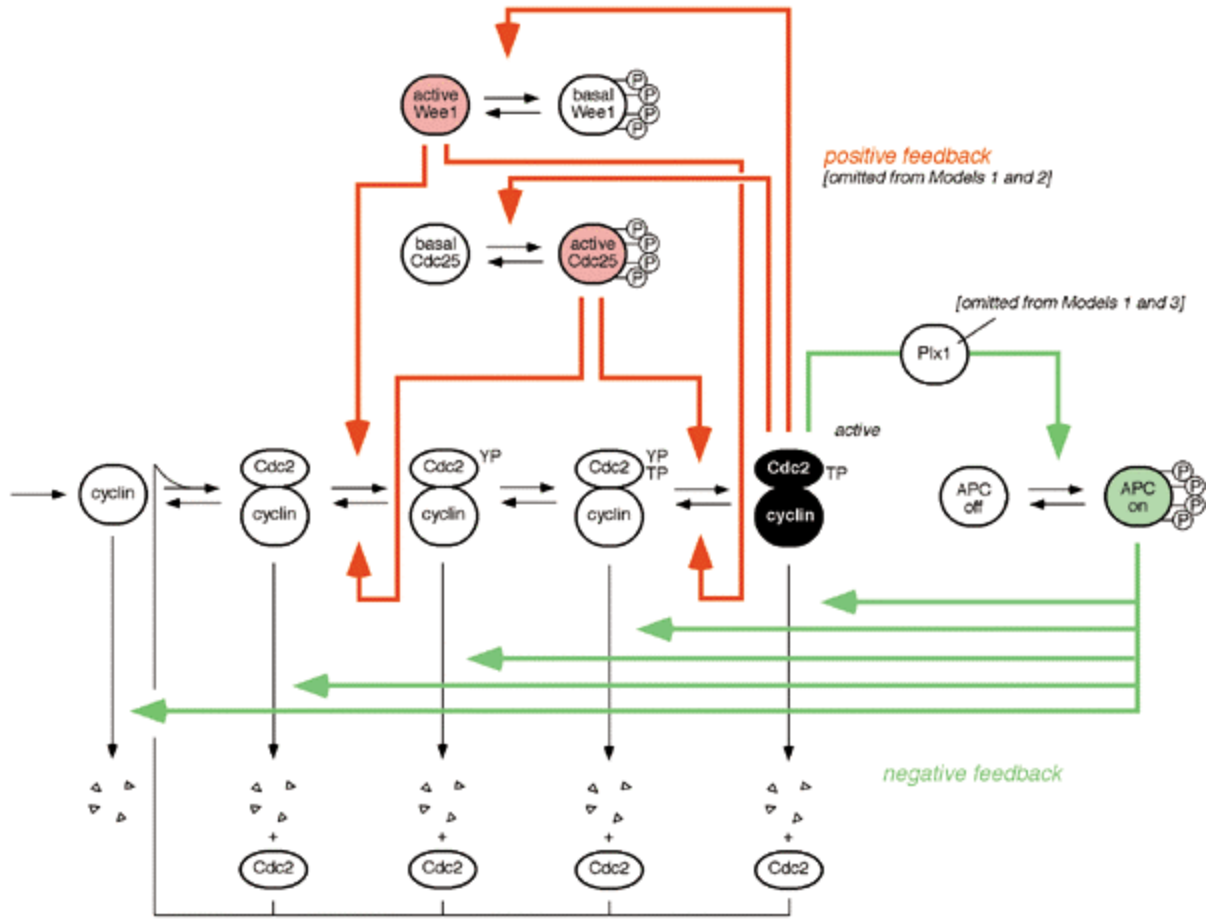 active
Wee1
basal
Wee1
P
P
P
P
positive feedback
[omitted from Models 1 and 2]
basal
Cdc25
active
Cdc25
P
P
P
P
[omitted from Models 1 and 3]
Plx1
active
cyclin
Cdc2
cyclin
Cdc2
YP
cyclin
Cdc2
YP
TP
cyclin
Cdc2
TP
cyclin
APC
off
APC
on
P
P
P
P
negative feedback
+
+
+
+
Cdc2
Cdc2
Cdc2
Cdc2